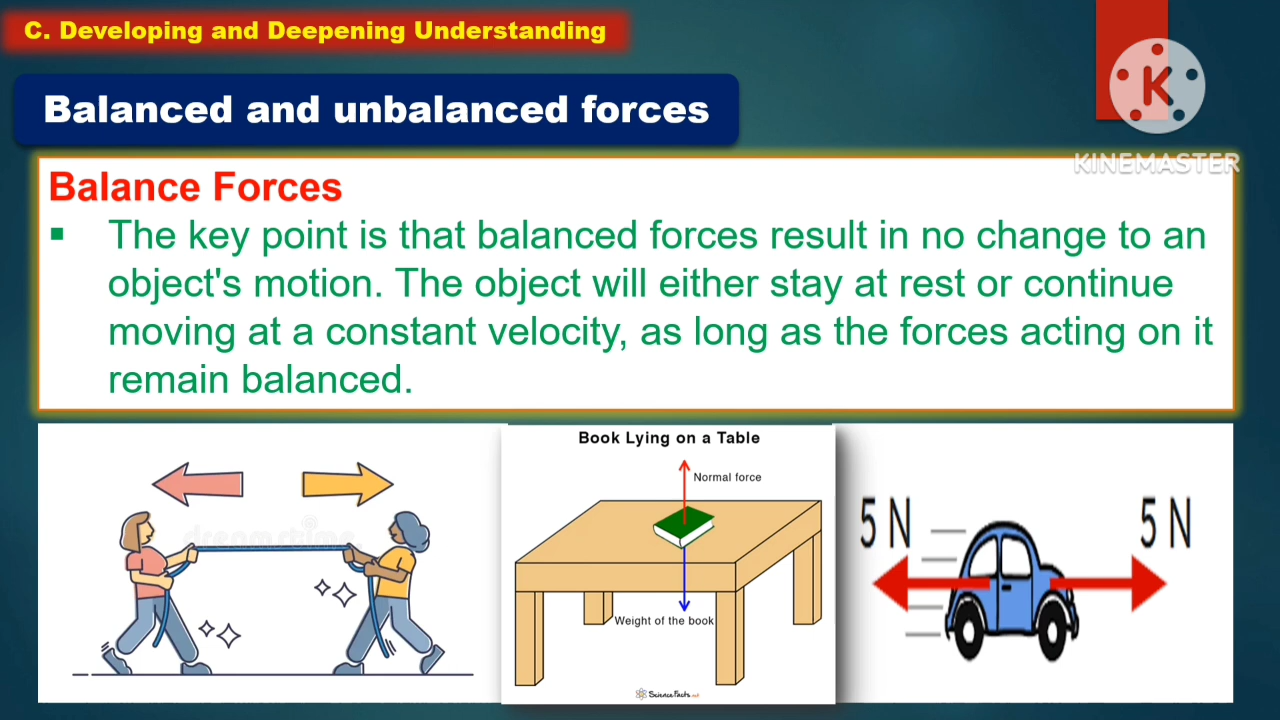 C. Developing and Deepening Understanding
Balanced and unbalanced forces
K
KINEMASTER
Balance Forces
▪ The key point is that balanced forces result in no change to an
object's motion. The object will either stay at rest or continue
moving at a constant velocity, as long as the forces acting on it
remain balanced.
dreamstime
Book Lying on a Table
Normal force
Weight of the book
ScienceFacts.net
5 N
5 N